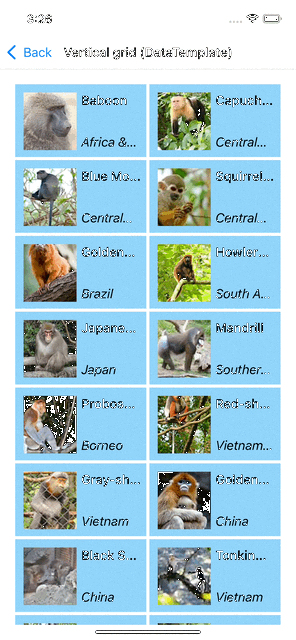 3:26
Back
Vertical grid (DataTemplate)
Baboon
Africa &...
Capuch...
Central...
Blue Mo...
Central...
Squirrel...
Central...
Golden...
Brazil
Howler...
South A...
Japane...
Japan
Mandrill
Souther...
Probos...
Borneo
Red-sh...
Vietnam...
Gray-sh...
Vietnam
Golden...
China
Black S...
China
Tonkin...
Vietnam